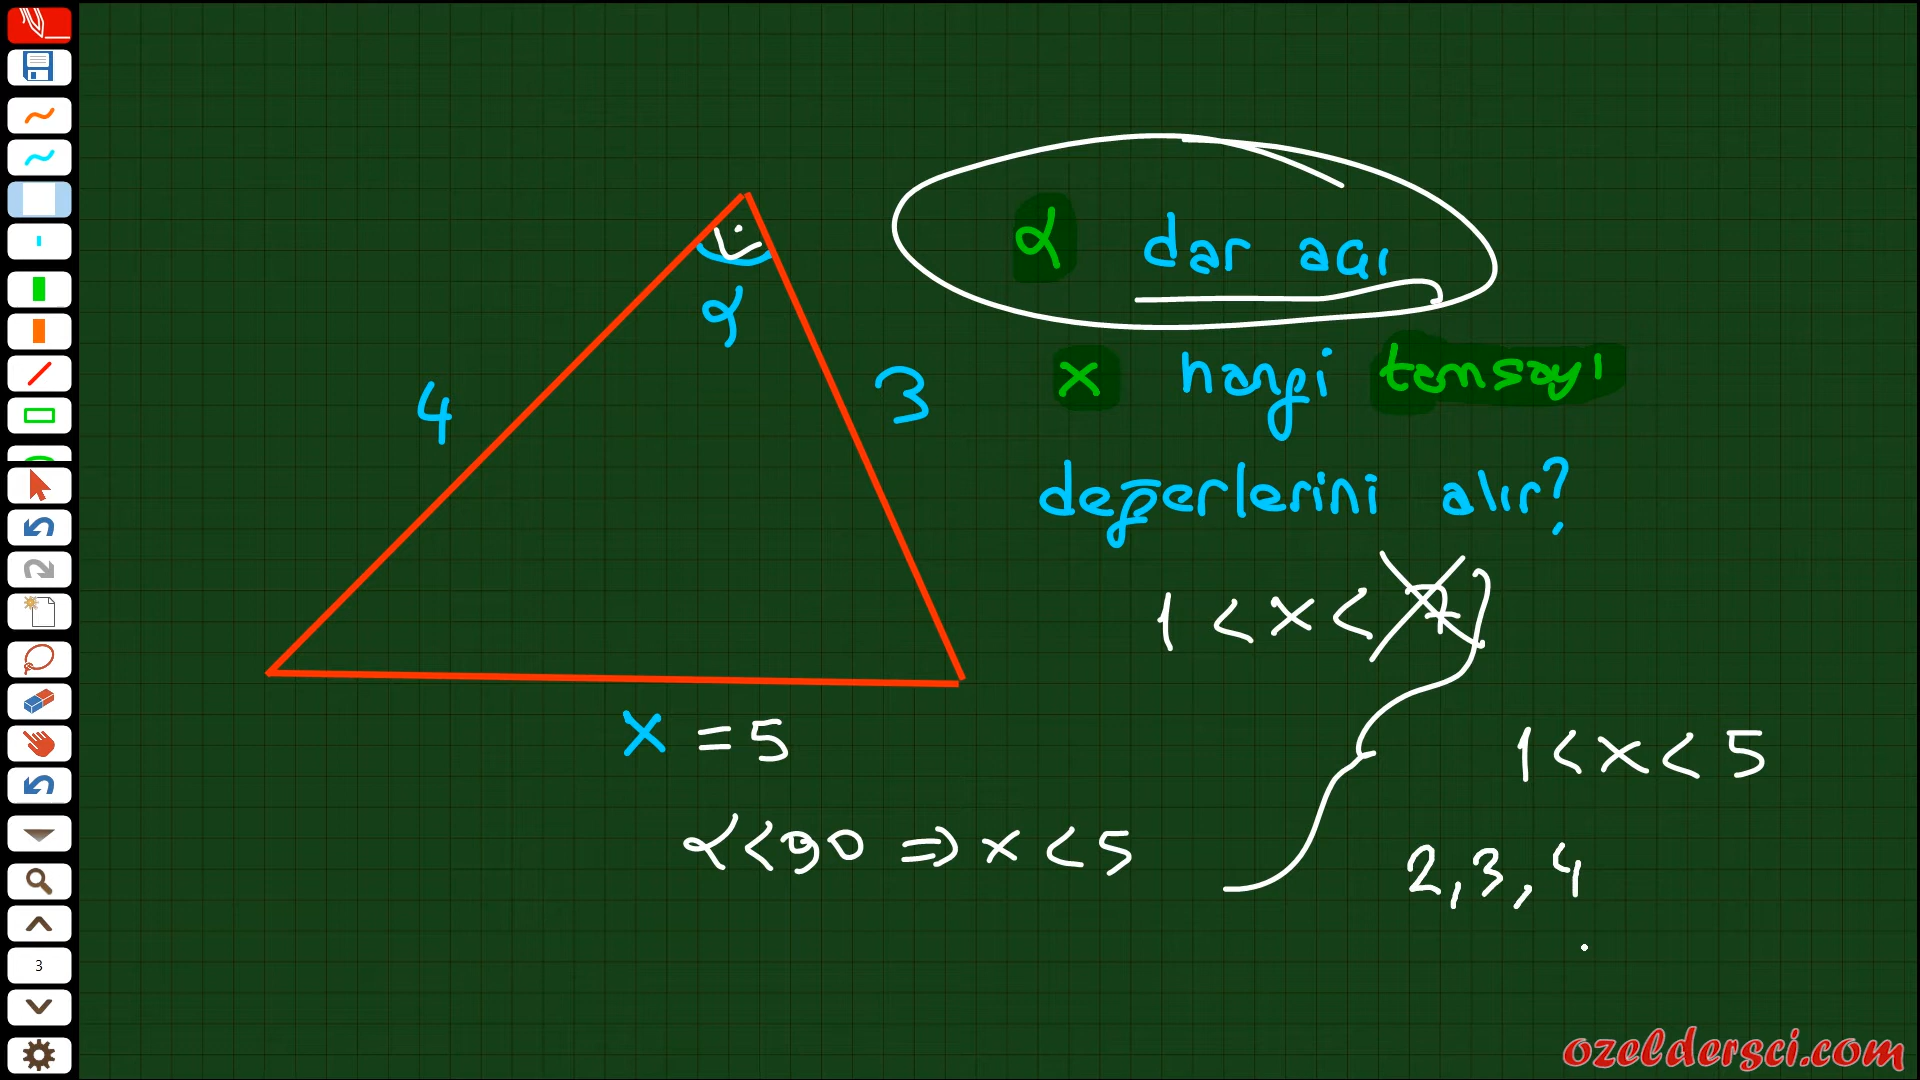 α dar açı
α
4
3
x hangi tamsayı
değerlerini alır?
1 < x < 7
x = 5
1 < x < 5
α < 90 ⇒ x < 5
2, 3, 4
3
ozeldersci.com